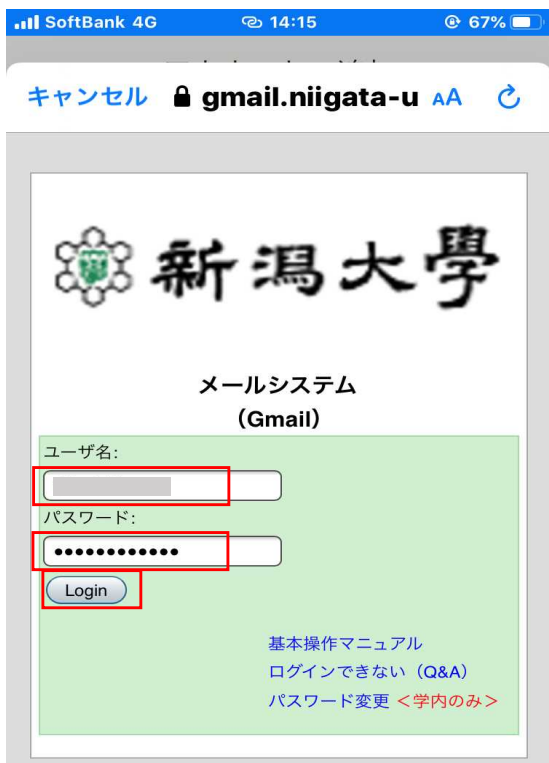 SoftBank 4G 14:15 67%
キャンセル gmail.niigata-u AA
新潟大學
メールシステム
（Gmail）
ユーザ名:
パスワード:
••••••••••••
Login
基本操作マニュアル
ログインできない（Q&A）
パスワード変更 ＜学内のみ＞